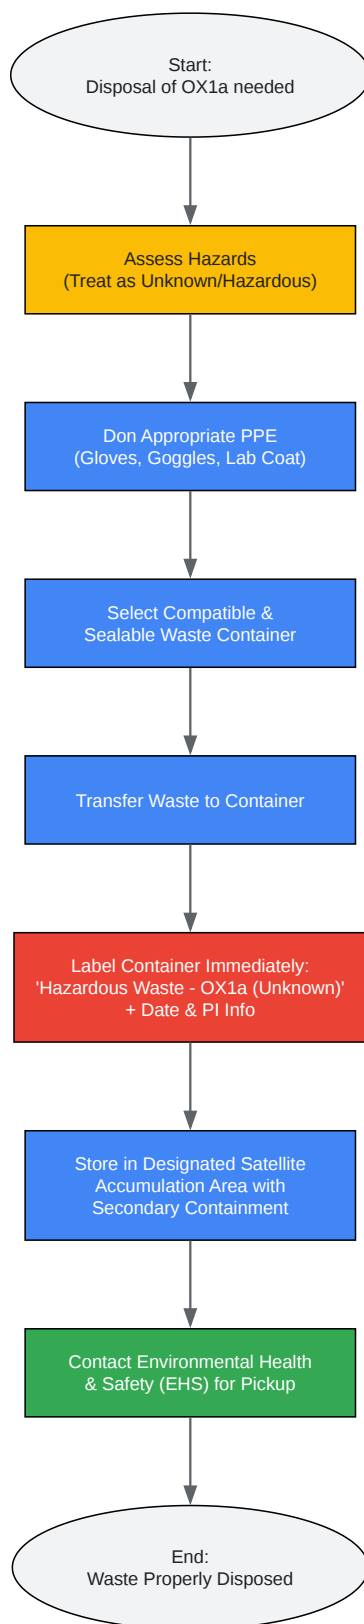 Start:
Disposal of OX1a needed
Assess Hazards
(Treat as Unknown/Hazardous)
Don Appropriate PPE
(Gloves, Goggles, Lab Coat)
Select Compatible &
Sealable Waste Container
Transfer Waste to Container
Label Container Immediately:
'Hazardous Waste - OX1a (Unknown)'
+ Date & PI Info
Store in Designated Satellite
Accumulation Area with
Secondary Containment
Contact Environmental Health
& Safety (EHS) for Pickup
End:
Waste Properly Disposed